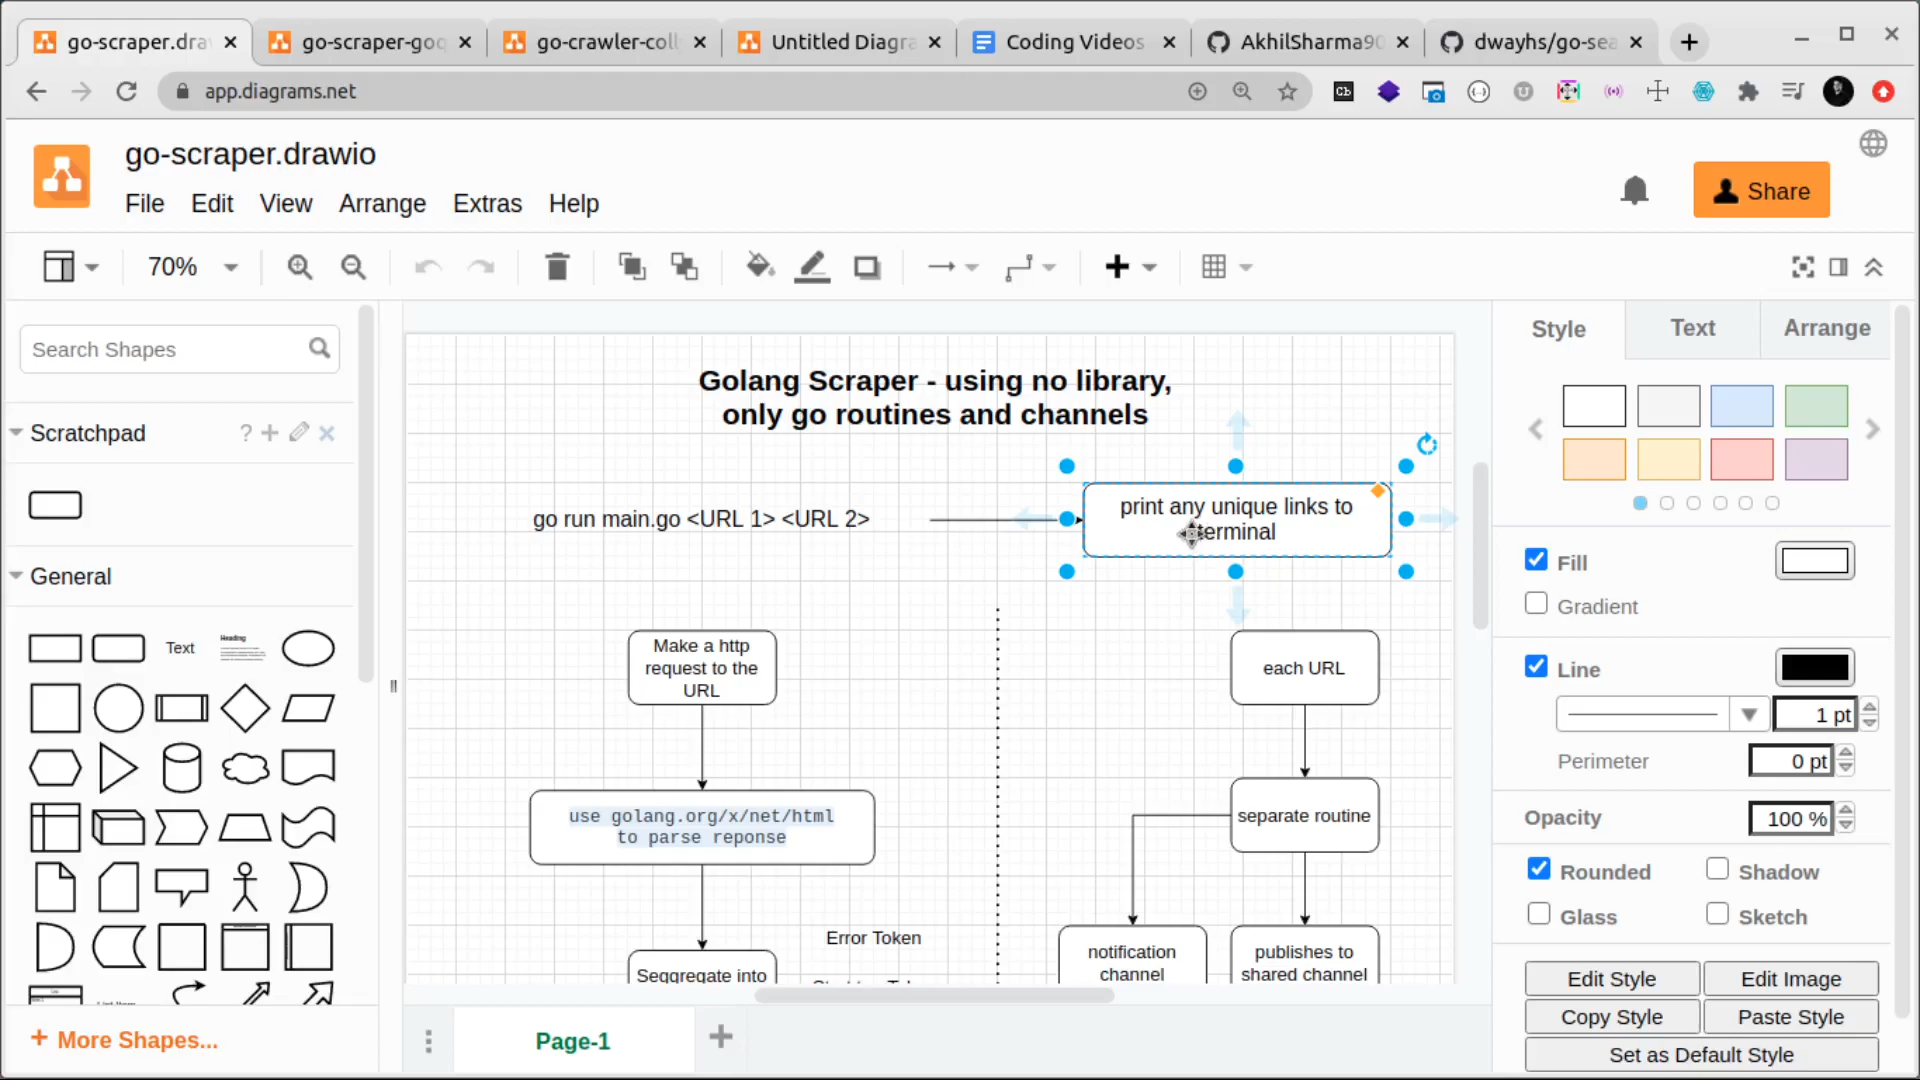 go-scraper.dra
go-scraper-goq
go-crawler-coll
Untitled Diagra
Coding Videos
AkhilSharma90
dwayhs/go-sea
app.diagrams.net
go-scraper.drawio
File Edit View Arrange Extras Help
Share
70%
Search Shapes
Scratchpad
?
General
Text
Heading
+ More Shapes...
Golang Scraper - using no library,
only go routines and channels
go run main.go <URL 1> <URL 2>
print any unique links to
terminal
Make a http
request to the
URL
each URL
use golang.org/x/net/html
to parse reponse
separate routine
Error Token
Seggregate into
notification
channel
publishes to
shared channel
Page-1
Style Text Arrange
Fill
Gradient
Line
1 pt
Perimeter
0 pt
Opacity
100 %
Rounded
Shadow
Glass
Sketch
Edit Style
Edit Image
Copy Style
Paste Style
Set as Default Style